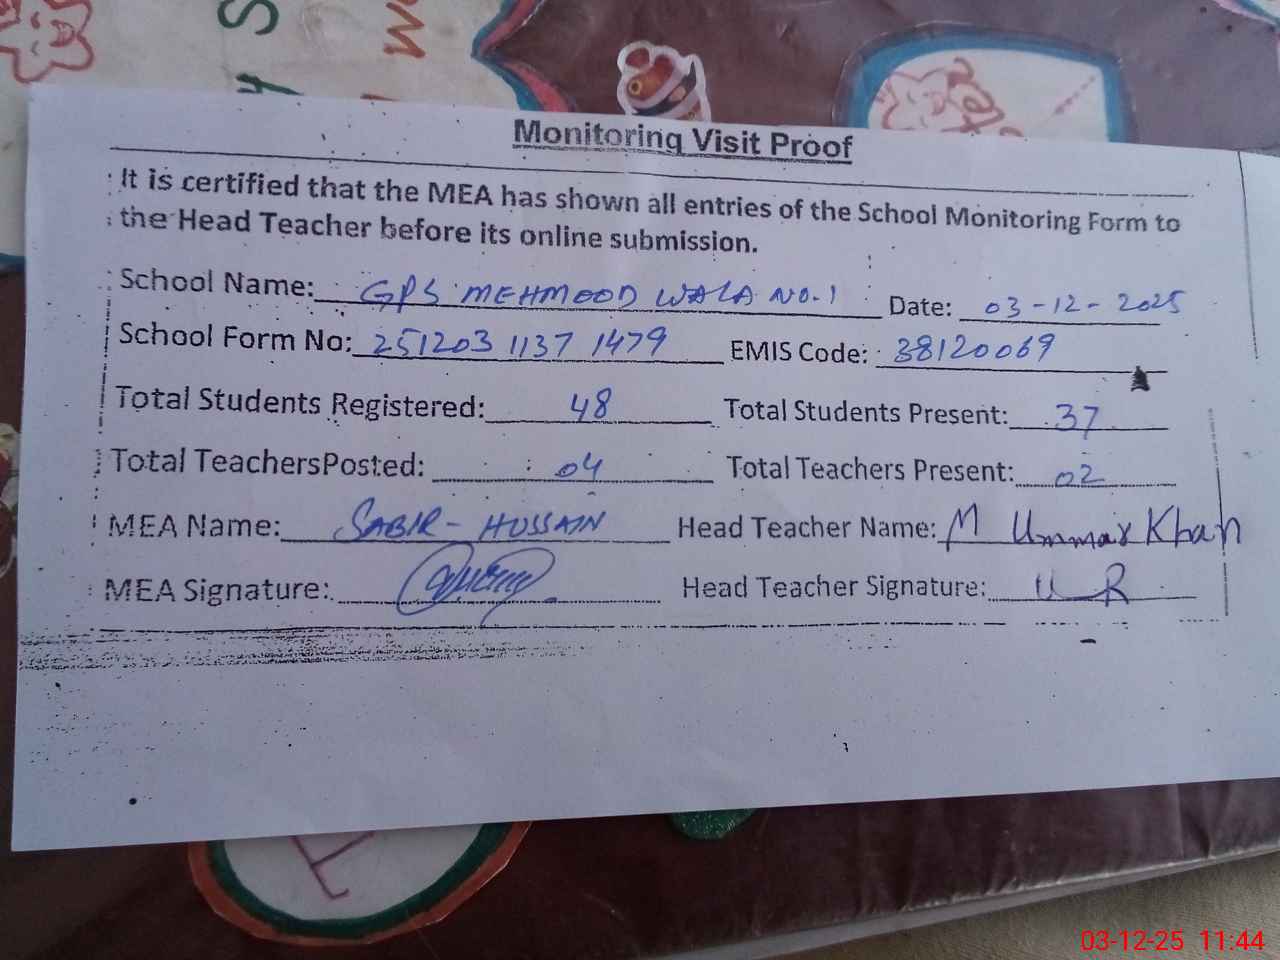 Monitoring Visit Proof
It is certified that the MEA has shown all entries of the School Monitoring Form to
the Head Teacher before its online submission.
School Name: GPS MEHMOOD WALA NO.1 Date: 03-12-2025
School Form No: 251203 1137 1479 EMIS Code: 38120069
Total Students Registered: 48 Total Students Present: 37
Total TeachersPosted: 04 Total Teachers Present: 02
MEA Name: SABIR-HUSSAIN Head Teacher Name: M Ummar Khan
MEA Signature: Head Teacher Signature: U R
03-12-25 11:44